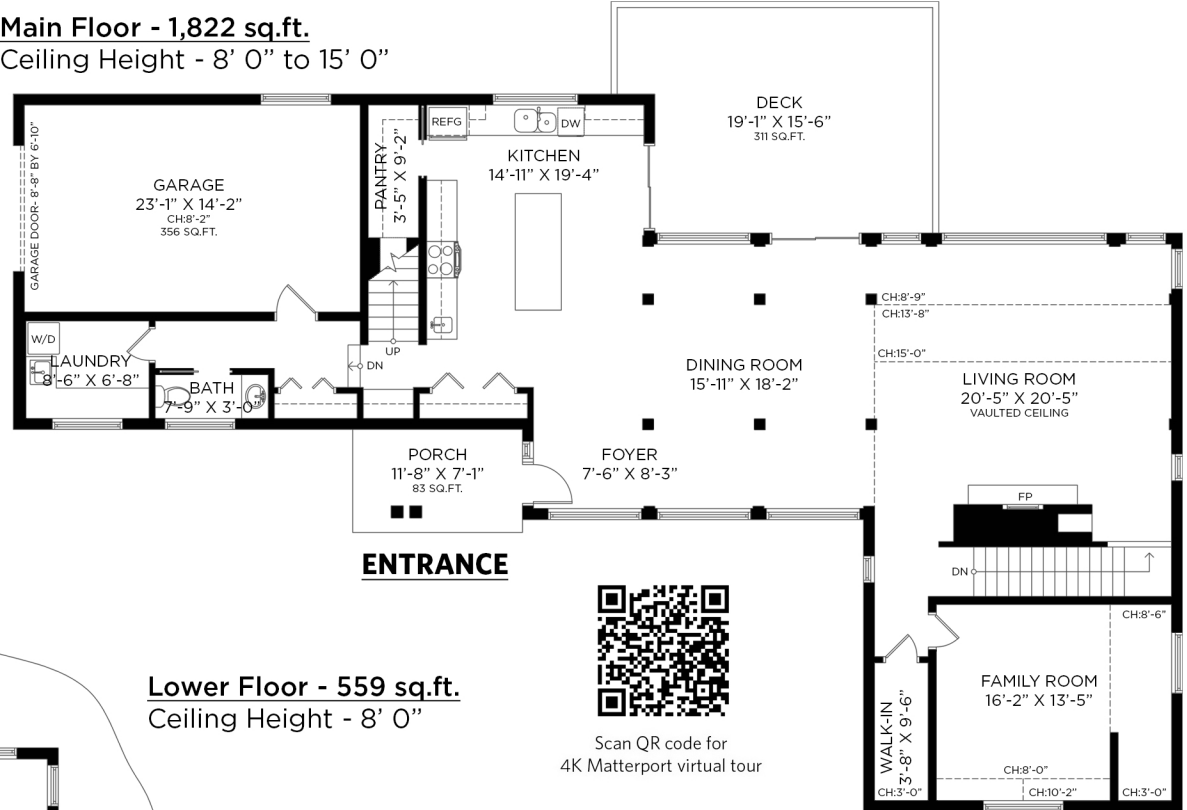 Main Floor - 1,822 sq.ft.
Ceiling Height - 8’ 0” to 15’ 0”
DECK
19’-1” X 15’-6”
311 SQ.FT.
GARAGE DOOR- 8’-8” BY 6’-10”
GARAGE
23’-1” X 14’-2”
CH:8’-2”
356 SQ.FT.
PANTRY
3’-5” X 9’-2”
REFG
DW
KITCHEN
14’-11” X 19’-4”
UP
DN
W/D
LAUNDRY
8’-6” X 6’-8”
BATH
7’-9” X 3’-0”
CH:8’-9”
CH:13’-8”
CH:15’-0”
DINING ROOM
15’-11” X 18’-2”
LIVING ROOM
20’-5” X 20’-5”
VAULTED CEILING
PORCH
11’-8” X 7’-1”
83 SQ.FT.
FOYER
7’-6” X 8’-3”
FP
ENTRANCE
DN
CH:8’-6”
FAMILY ROOM
16’-2” X 13’-5”
WALK-IN
3’-8” X 9’-6”
CH:3’-0”
CH:8’-0”
CH:10’-2”
CH:3’-0”
Lower Floor - 559 sq.ft.
Ceiling Height - 8’ 0”
Scan QR code for
4K Matterport virtual tour